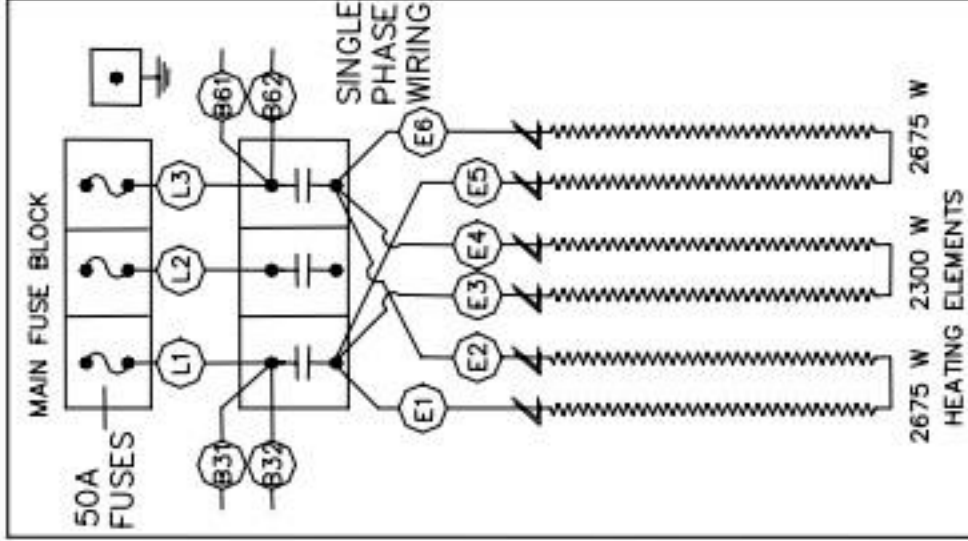 MAIN FUSE BLOCK
50A
FUSES
L1
L2
L3
B31
B32
B61
B62
SINGLE
PHASE
WIRING
E1
E2
E3
E4
E5
E6
2675 W
2300 W
2675 W
HEATING ELEMENTS